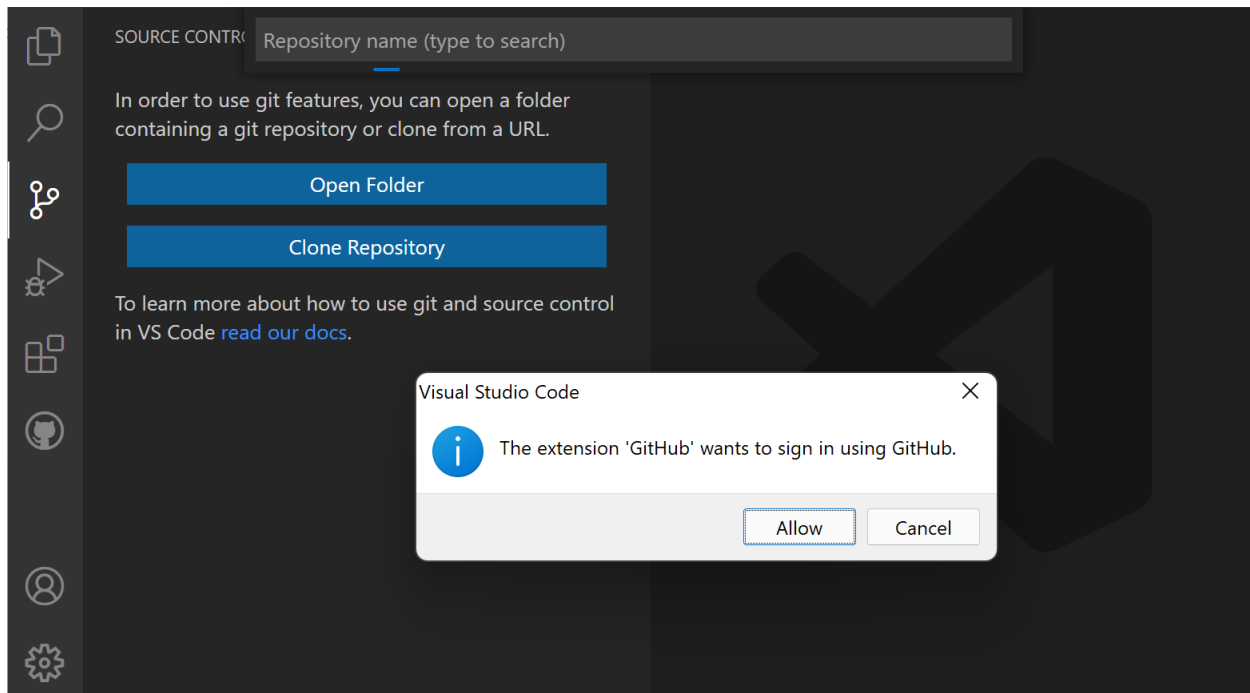 SOURCE CONTR
Repository name (type to search)
In order to use git features, you can open a folder
containing a git repository or clone from a URL.
Open Folder
Clone Repository
To learn more about how to use git and source control
in VS Code read our docs.
Visual Studio Code
The extension 'GitHub' wants to sign in using GitHub.
Allow
Cancel